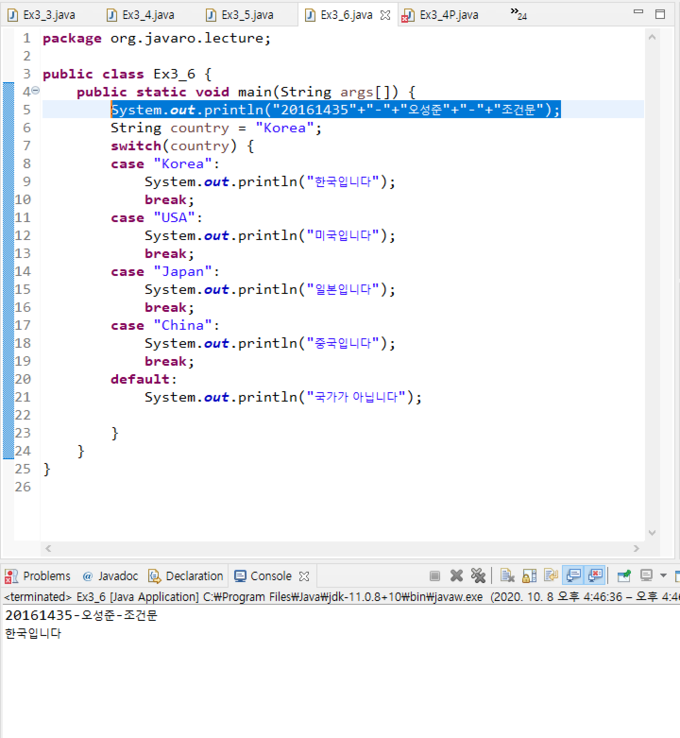 Ex3_3.java Ex3_4.java Ex3_5.java Ex3_6.java Ex3_4P.java »24
1 package org.javaro.lecture;
2
3 public class Ex3_6 {
4 public static void main(String args[]) {
5 System.out.println("20161435"+"-"+"오성준"+"-"+"조건문");
6 String country = "Korea";
7 switch(country) {
8 case "Korea":
9 System.out.println("한국입니다");
10 break;
11 case "USA":
12 System.out.println("미국입니다");
13 break;
14 case "Japan":
15 System.out.println("일본입니다");
16 break;
17 case "China":
18 System.out.println("중국입니다");
19 break;
20 default:
21 System.out.println("국가가 아닙니다");
22
23 }
24 }
25 }
26
Problems @ Javadoc Declaration Console
<terminated> Ex3_6 [Java Application] C:₩Program Files₩Java₩jdk-11.0.8+10₩bin₩javaw.exe (2020. 10. 8 오후 4:46:36 – 오후 4:46
20161435-오성준-조건문
한국입니다